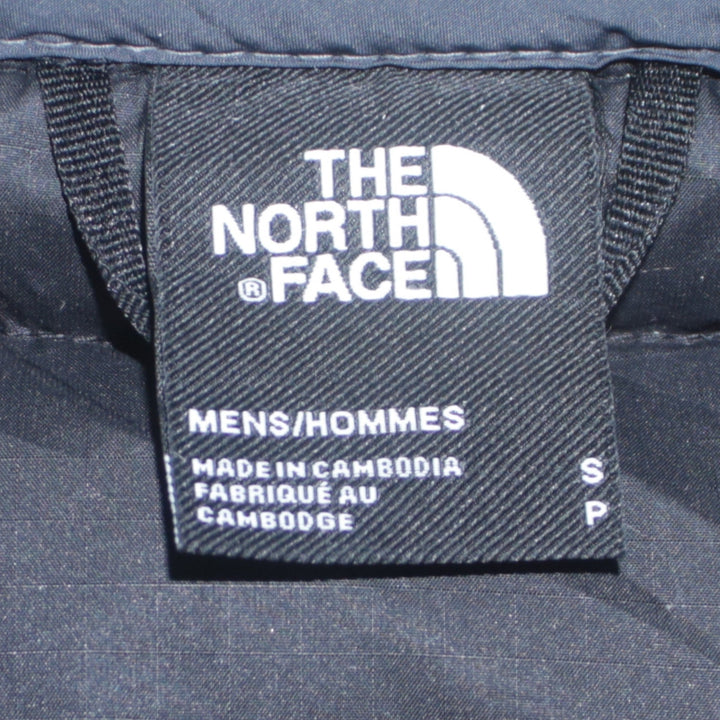 THE
NORTH
® FACE
MENS/HOMMES
MADE IN CAMBODIA S
FABRIQUÉ AU
CAMBODGE P